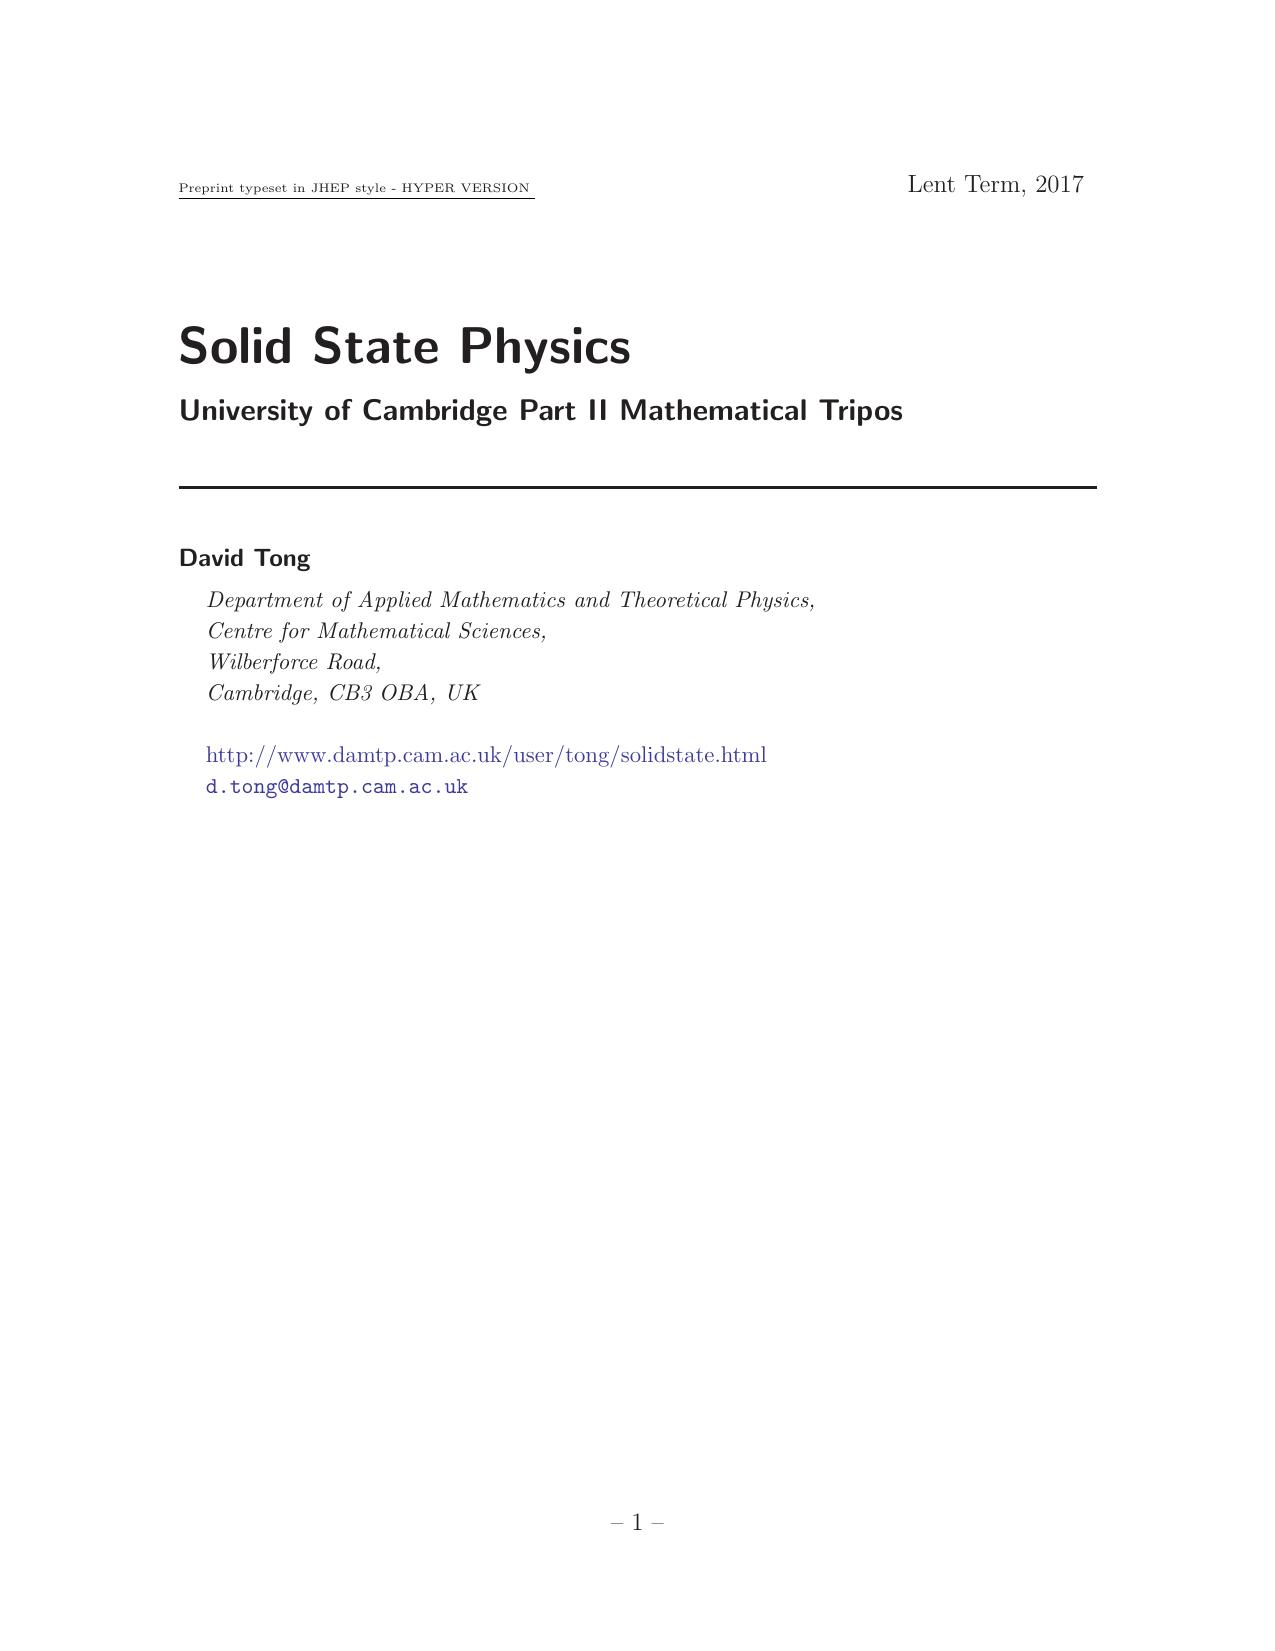 Preprint typeset in JHEP style - HYPER VERSION
Lent Term, 2017
Solid State Physics
University of Cambridge Part II Mathematical Tripos
David Tong
Department of Applied Mathematics and Theoretical Physics,
Centre for Mathematical Sciences,
Wilberforce Road,
Cambridge, CB3 OBA, UK
http://www.damtp.cam.ac.uk/user/tong/solidstate.html
d.tong@damtp.cam.ac.uk
– 1 –